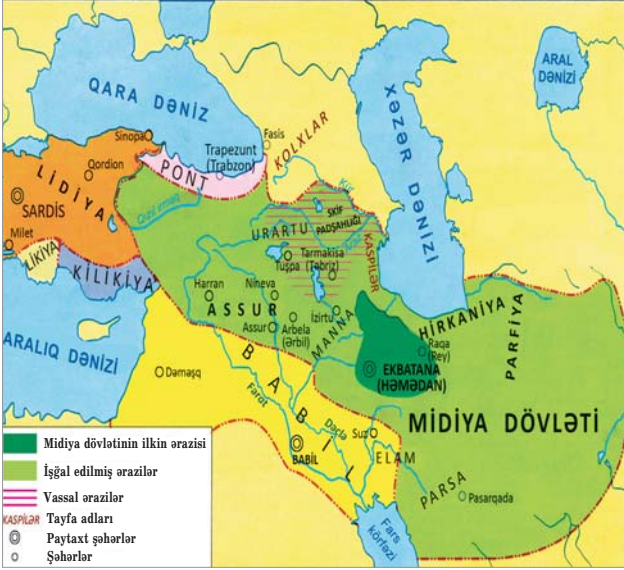 QARA DƏNİZ
XƏZƏR DƏNİZİ
ARAL
DƏNİZİ
Sinopa
Trapezunt
(Trabzon)
Fasis
KOLXLAR
Qordion
PONT
LİDİYA
SARDİS
Milet
LİKİYA
KİLİKİYA
Qızıl ırmaq
Kür
SKİF
PADŞAHLIĞI
Araz
URARTU
KASPİLƏR
Tuşpa
Tarmakisa
(Təbriz)
Harran
Nineva
ASSUR
Assur
Arbela
(Ərbil)
İzirtu
MANNA
HİRKANİYA
PARFİYA
Raqa
(Rey)
EKBATANA
(HƏMƏDAN)
ARALIQ DƏNİZİ
Dəməşq
BABİL
Fərat
Dəclə
Suz
ELAM
BABİL
MİDİYA DÖVLƏTİ
PARSA
Pasarqada
Fars
körfəzi
Midiya dövlətinin ilkin ərazisi
İşğal edilmiş ərazilər
Vassal ərazilər
KASPİLƏR Tayfa adları
Paytaxt şəhərlər
Şəhərlər